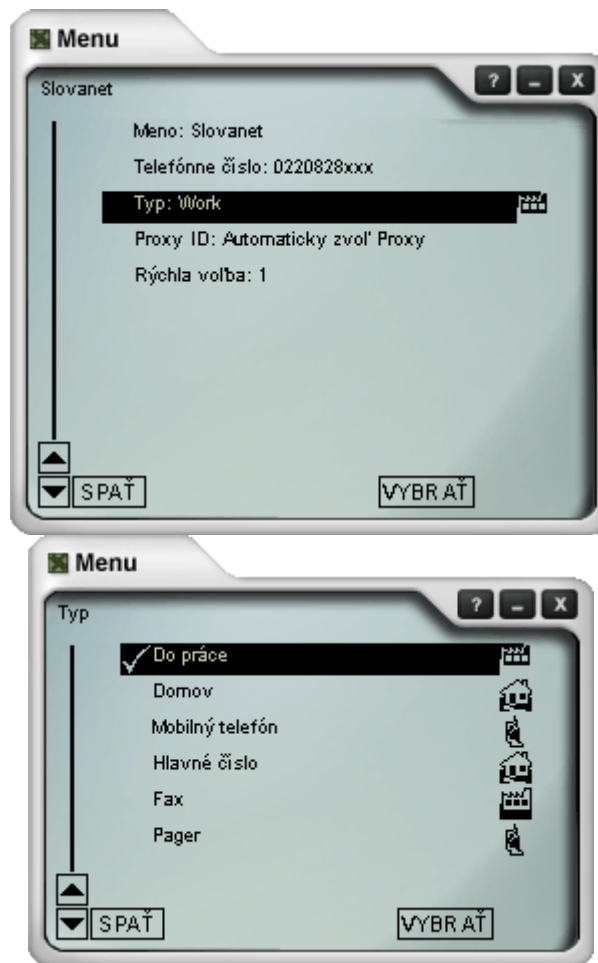 Menu
? - X
Slovanet
Meno: Slovanet
Telefónne číslo: 0220828xxx
Typ: Work
Proxy ID: Automaticky zvoľ Proxy
Rýchla voľba: 1
SPAŤ VYBRAŤ
Menu
? - X
Typ
Do práce
Domov
Mobilný telefón
Hlavné číslo
Fax
Pager
SPAŤ VYBRAŤ